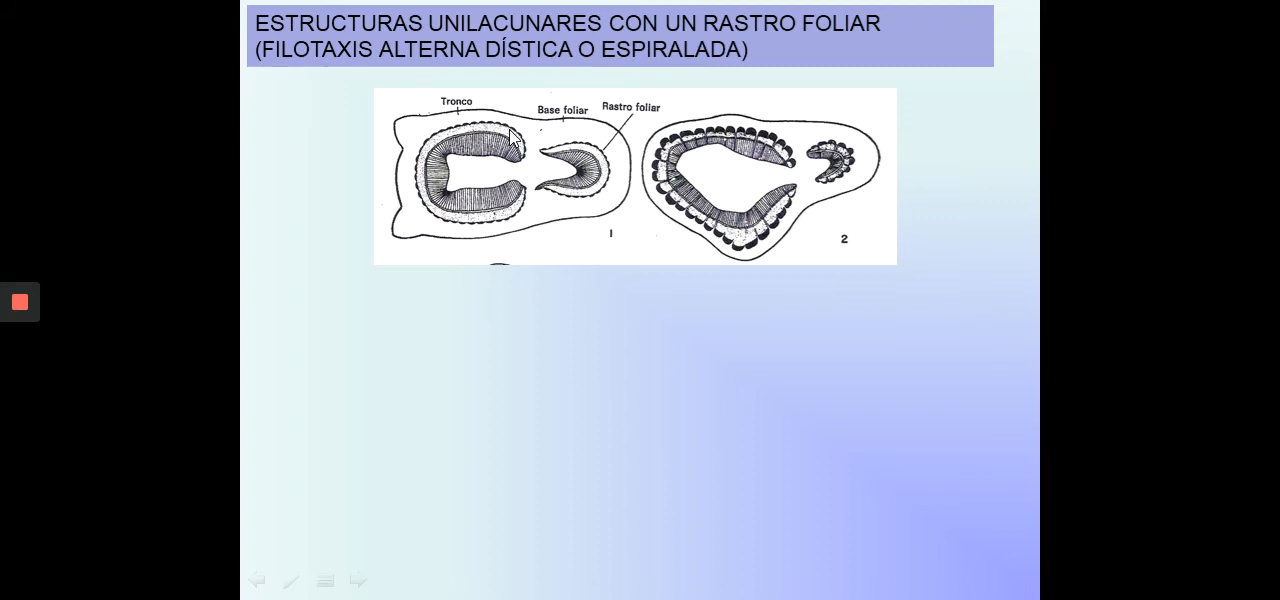 ESTRUCTURAS UNILACUNARES CON UN RASTRO FOLIAR
(FILOTAXIS ALTERNA DÍSTICA O ESPIRALADA)
Tronco
Base foliar
Rastro foliar
1
2